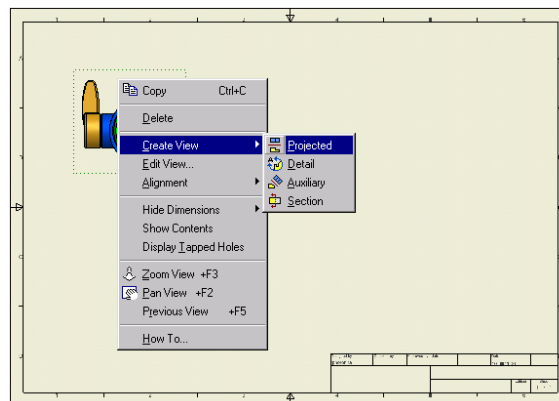 Copy Ctrl+C
Delete
Create View
Edit View...
Alignment
Hide Dimensions
Show Contents
Display Tapped Holes
Zoom View +F3
Pan View +F2
Previous View +F5
How To...
Projected
Detail
Auxiliary
Section